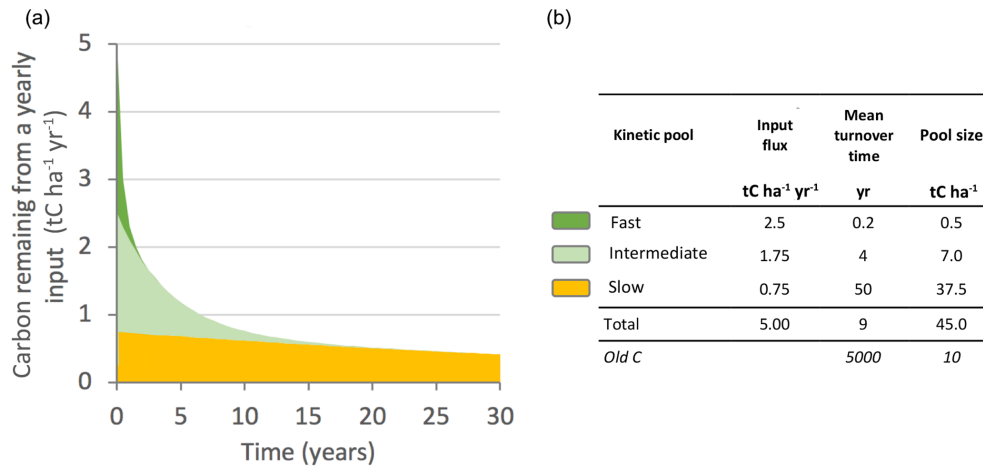 (a)
Carbon remainig from a yearly
input (tC ha⁻¹ yr⁻¹)
5
4
3
2
1
0
0 5 10 15 20 25 30
Time (years)
(b)
Kinetic pool Input flux Mean turnover time Pool size
tC ha⁻¹ yr⁻¹ yr tC ha⁻¹
Fast 2.5 0.2 0.5
Intermediate 1.75 4 7.0
Slow 0.75 50 37.5
Total 5.00 9 45.0
Old C 5000 10